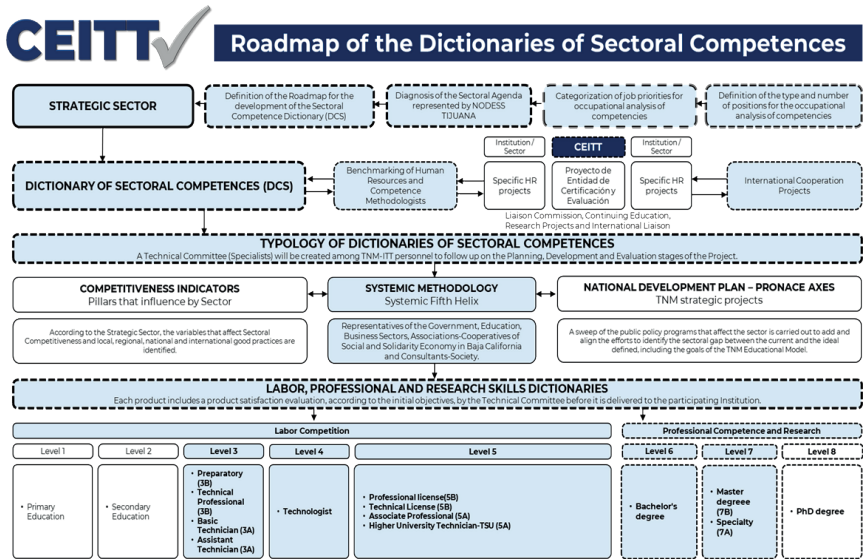 CEITT
Roadmap of the Dictionaries of Sectoral Competences
STRATEGIC SECTOR
Definition of the Roadmap for the
development of the Sectoral
Competence Dictionary (DCS)
Diagnosis of the Sectoral Agenda
represented by NODESS
TIJUANA
Categorization of job priorities for
occupational analysis of
competencies
Definition of the type and number
of positions for the occupational
analysis of competencies
DICTIONARY OF SECTORAL COMPETENCES (DCS)
Benchmarking of Human
Resources and
Competence
Methodologists
Institution /
Sector
Specific HR
projects
CEITT
Proyecto de
Entidad de
Certificación y
Evaluación
Institution /
Sector
Specific HR
projects
International Cooperation
Projects
Liaison Commission, Continuing Education,
Research Projects and International Liaison
TYPOLOGY OF DICTIONARIES OF SECTORAL COMPETENCES
A Technical Committee (Specialists) will be created among TNM-ITT personnel to follow up on the Planning, Development and Evaluation stages of the Project.
COMPETITIVENESS INDICATORS
Pillars that influence by Sector
SYSTEMIC METHODOLOGY
Systemic Fifth Helix
NATIONAL DEVELOPMENT PLAN – PRONACE AXES
TNM strategic projects
According to the Strategic Sector, the variables that affect Sectoral
Competitiveness and local, regional, national and international good practices are
identified.
Representatives of the Government, Education,
Business Sectors, Associations-Cooperatives of
Social and Solidarity Economy in Baja California
and Consultants-Society.
A sweep of the public policy programs that affect the sector is carried out to add and
align the efforts to identify the sectoral gap between the current and the ideal
defined, including the goals of the TNM Educational Model.
LABOR, PROFESSIONAL AND RESEARCH SKILLS DICTIONARIES
Each product includes a product satisfaction evaluation, according to the initial objectives, by the Technical Committee before it is delivered to the participating Institution.
Labor Competition
Professional Competence and Research
Level 1
Level 2
Level 3
Level 4
Level 5
Level 6
Level 7
Level 8
• Primary
Education
• Secondary
Education
• Preparatory
(3B)
• Technical
Professional
(3B)
• Basic
Technician (3A)
• Assistant
Technician (3A)
• Technologist
• Professional license(5B)
• Technical License (5B)
• Associate Professional (5A)
• Higher University Technician-TSU (5A)
• Bachelor's
degree
• Master
degreee
(7B)
• Specialty
(7A)
• PhD degree